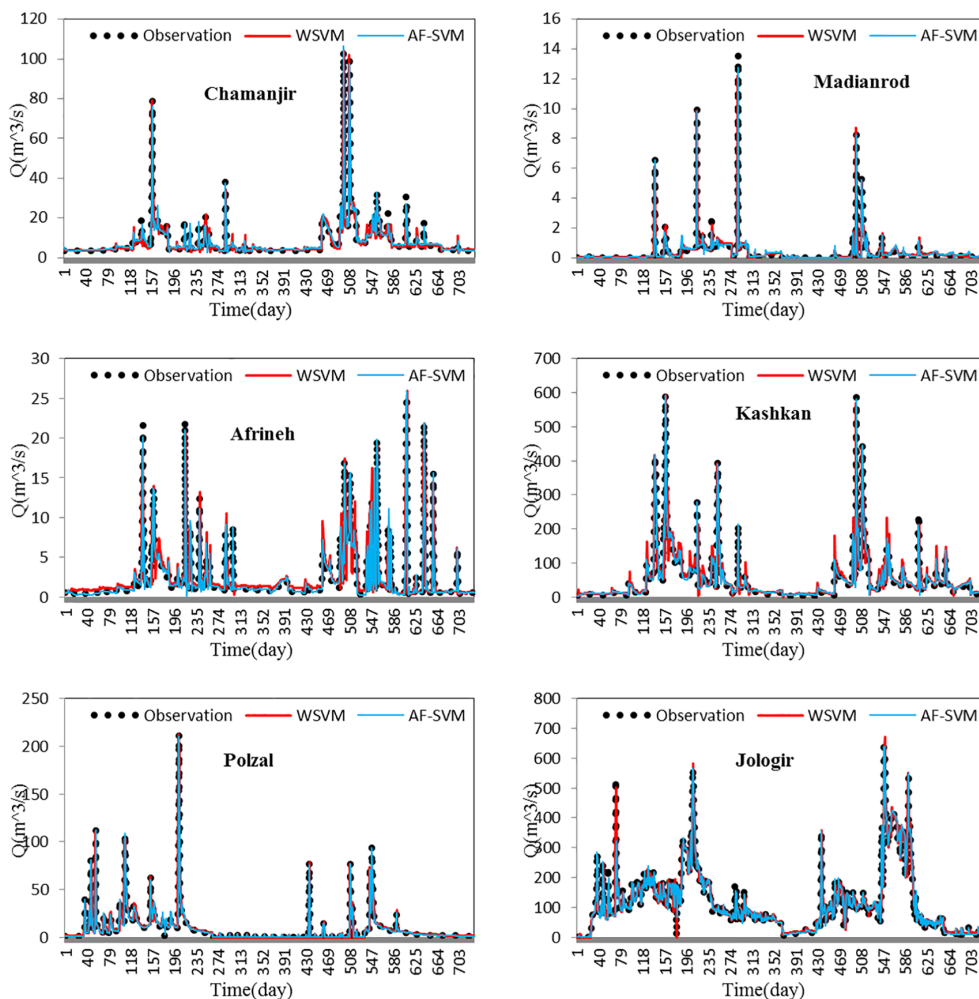 Observation WSVM AF-SVM
Chamanjir
Q(m^3/s)
120
100
80
60
40
20
0
1 40 79 118 157 196 235 274 313 352 391 430 469 508 547 586 625 664 703
Time(day)
Observation WSVM AF-SVM
Madianrod
Q(m^3/s)
16
14
12
10
8
6
4
2
0
1 40 79 118 157 196 235 274 313 352 391 430 469 508 547 586 625 664 703
Time(day)
Observation WSVM AF-SVM
Afrineh
Q(m^3/s)
30
25
20
15
10
5
0
1 40 79 118 157 196 235 274 313 352 391 430 469 508 547 586 625 664 703
Time(day)
Observation WSVM AF-SVM
Kashkan
Q(m^3/s)
700
600
500
400
300
200
100
0
1 40 79 118 157 196 235 274 313 352 391 430 469 508 547 586 625 664 703
Time(day)
Observation WSVM AF-SVM
Polzal
Q(m^3/s)
250
200
150
100
50
0
1 40 79 118 157 196 235 274 313 352 391 430 469 508 547 586 625 664 703
Time(day)
Observation WSVM AF-SVM
Jologir
Q(m^3/s)
800
700
600
500
400
300
200
100
0
1 40 79 118 157 196 235 274 313 352 391 430 469 508 547 586 625 664 703
Time(day)